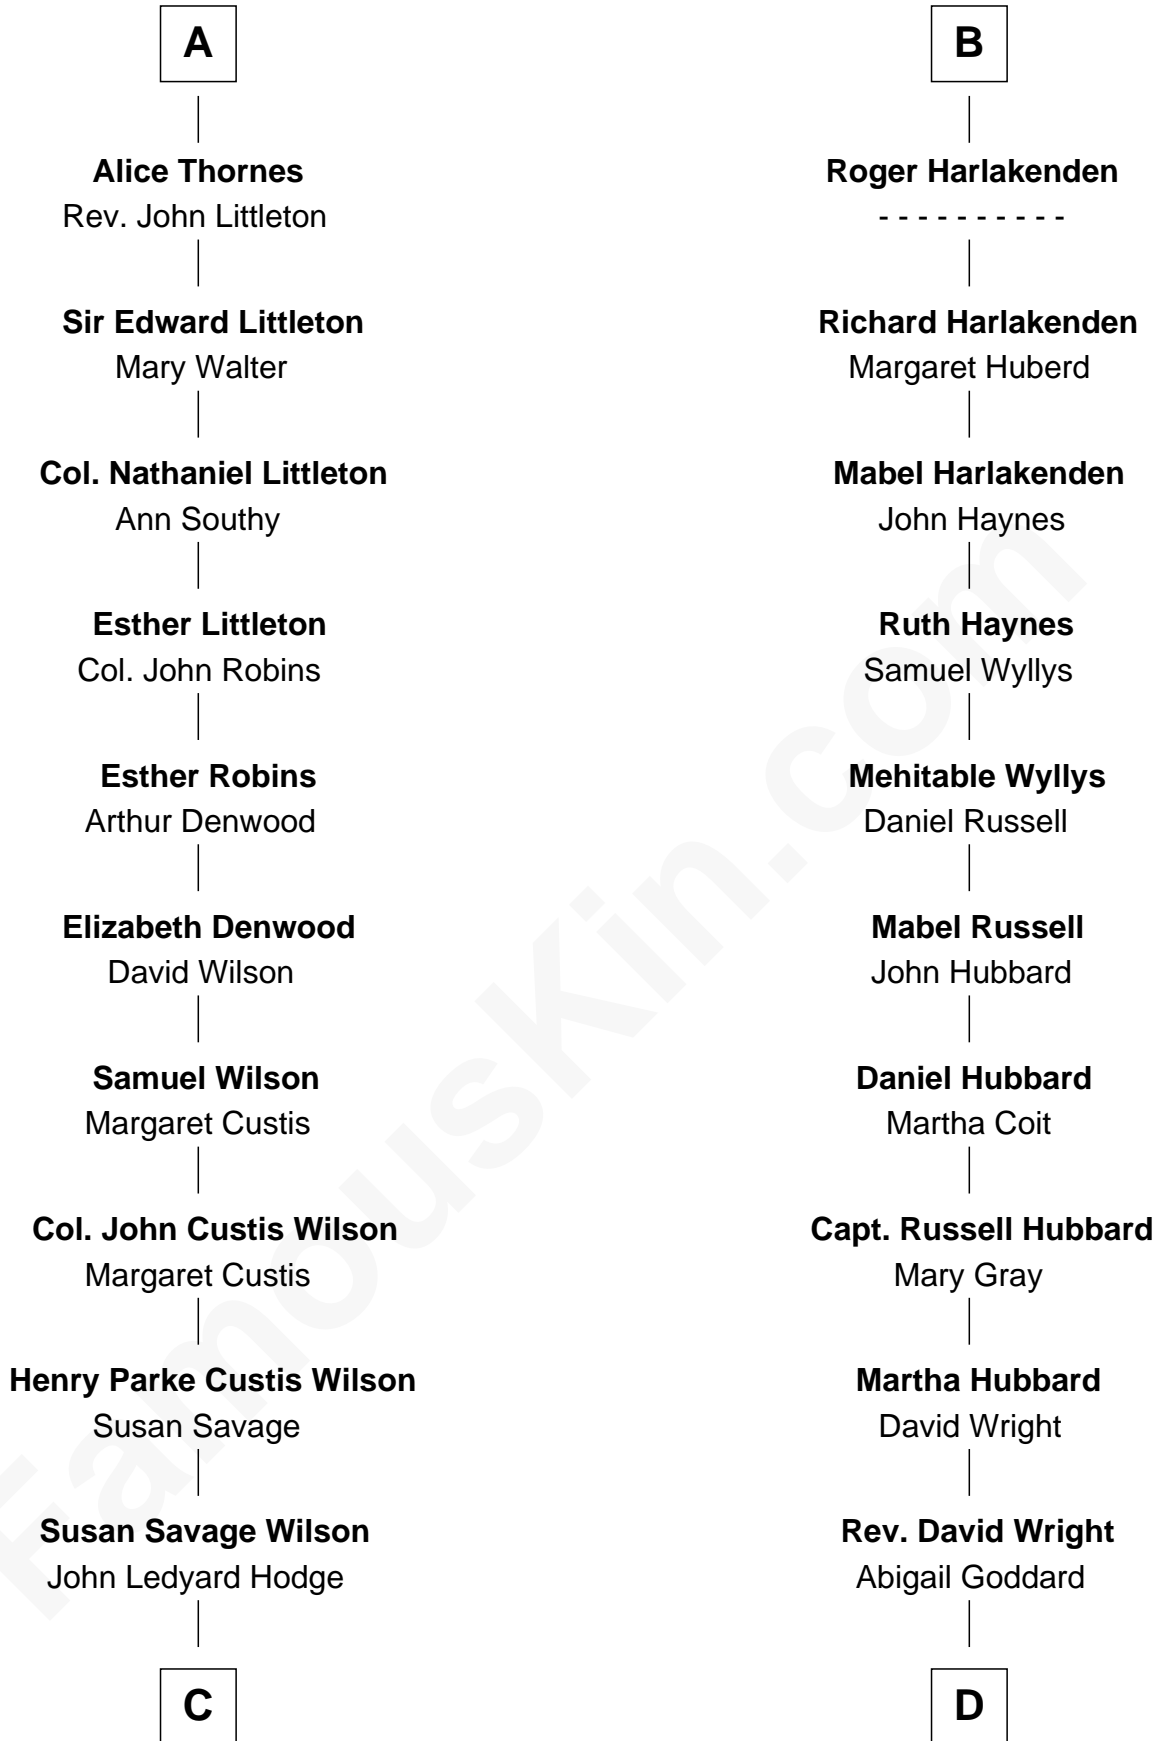 A
Alice Thornes
Rev. John Littleton
Sir Edward Littleton
Mary Walter
Col. Nathaniel Littleton
Ann Southy
Esther Littleton
Col. John Robins
Esther Robins
Arthur Denwood
Elizabeth Denwood
David Wilson
Samuel Wilson
Margaret Custis
Col. John Custis Wilson
Margaret Custis
Henry Parke Custis Wilson
Susan Savage
Susan Savage Wilson
John Ledyard Hodge
C
B
Roger Harlakenden
- - - - - - - - - -
Richard Harlakenden
Margaret Huberd
Mabel Harlakenden
John Haynes
Ruth Haynes
Samuel Wyllys
Mehitable Wyllys
Daniel Russell
Mabel Russell
John Hubbard
Daniel Hubbard
Martha Coit
Capt. Russell Hubbard
Mary Gray
Martha Hubbard
David Wright
Rev. David Wright
Abigail Goddard
D
FamousKin.com